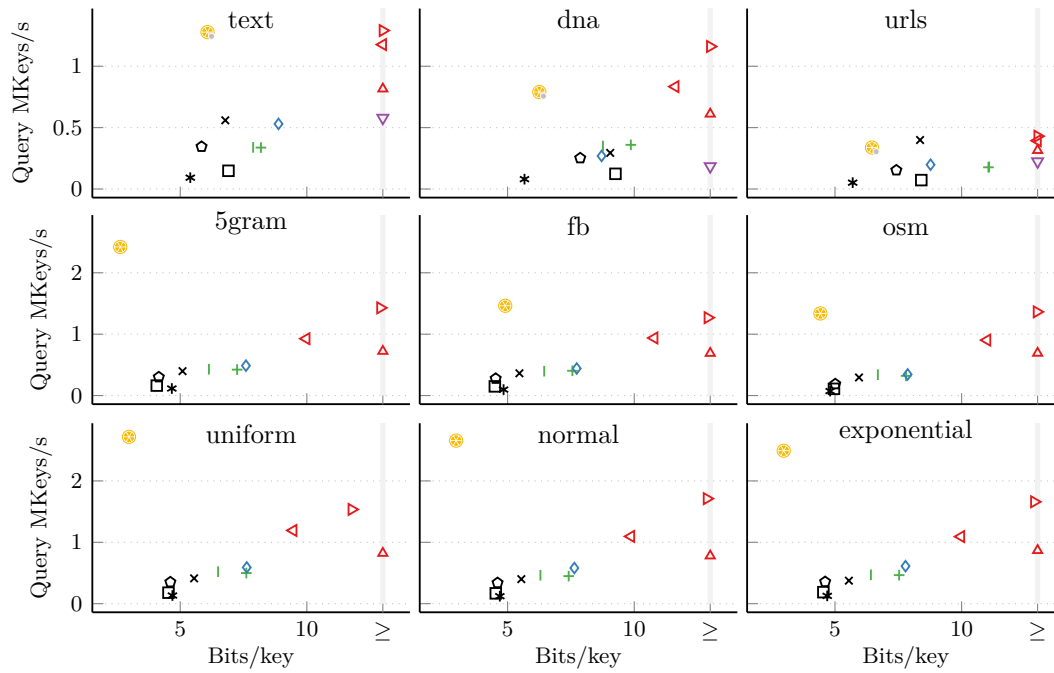 text dna urls
Query MKeys/s
1
0.5
0
5gram fb osm
Query MKeys/s
2
1
0
uniform normal exponential
Query MKeys/s
2
1
0
5 10 ≥ 5 10 ≥ 5 10 ≥
Bits/key Bits/key Bits/key